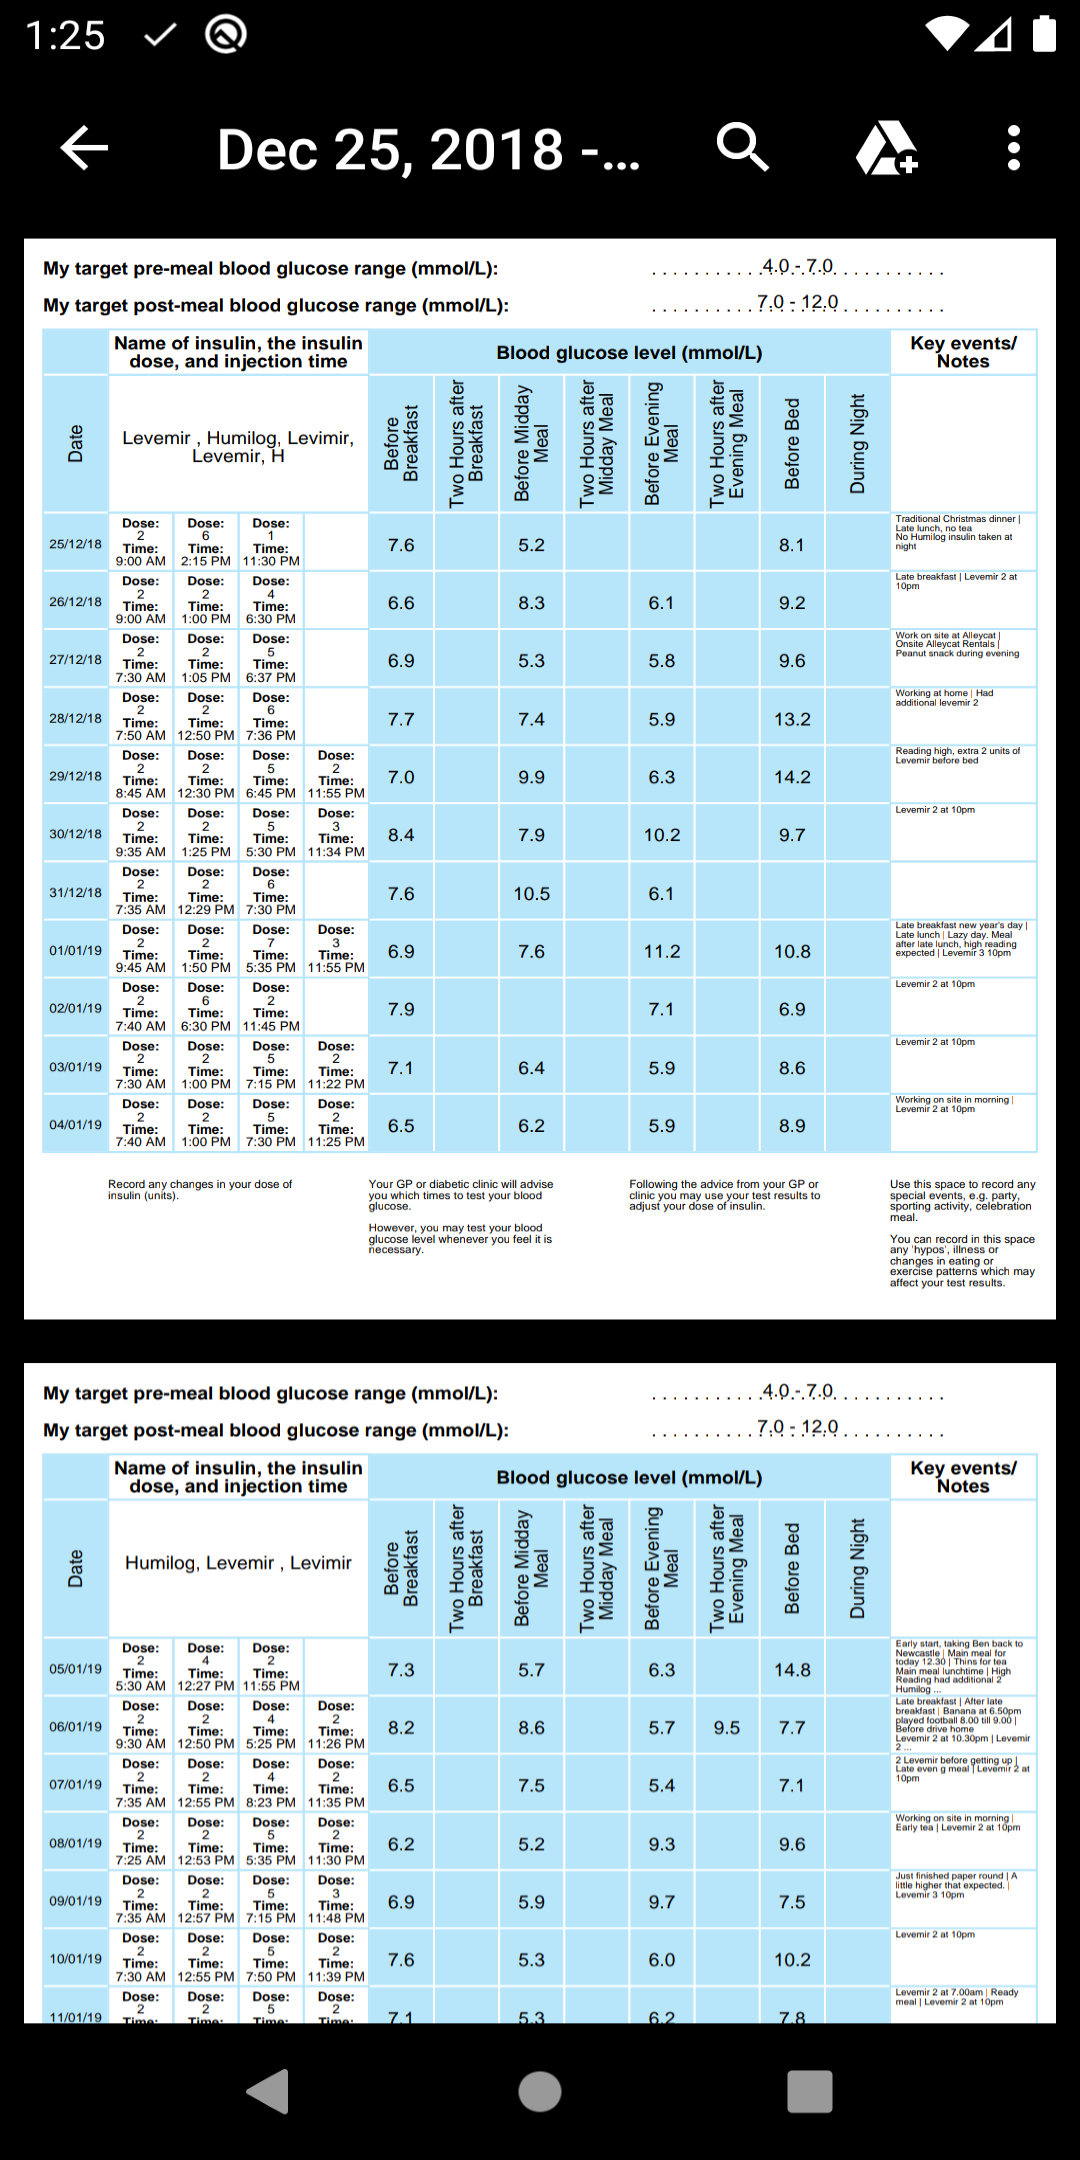 1:25
Dec 25, 2018 -...
My target pre-meal blood glucose range (mmol/L): 4.0 - 7.0
My target post-meal blood glucose range (mmol/L): 7.0 - 12.0
Name of insulin, the insulin dose, and injection time
Blood glucose level (mmol/L)
Key events/ Notes
Date
Levemir , Humilog, Levimir, Levemir, H
Before Breakfast
Two Hours after Breakfast
Before Midday Meal
Two Hours after Midday Meal
Before Evening Meal
Two Hours after Evening Meal
Before Bed
During Night
25/12/18 Dose: 2 Time: 9:00 AM Dose: 6 Time: 2:15 PM Dose: 1 Time: 11:30 PM 7.6 5.2 8.1 Traditional Christmas dinner | Late lunch, no tea No Humilog insulin taken at night
26/12/18 Dose: 2 Time: 9:00 AM Dose: 2 Time: 1:00 PM Dose: 4 Time: 6:30 PM 6.6 8.3 6.1 9.2 Late breakfast | Levemir 2 at 10pm
27/12/18 Dose: 2 Time: 7:30 AM Dose: 2 Time: 1:05 PM Dose: 5 Time: 6:37 PM 6.9 5.3 5.8 9.6 Work on site at Alleycat | Onsite Alleycat Rentals | Peanut snack during evening
28/12/18 Dose: 2 Time: 7:50 AM Dose: 2 Time: 12:50 PM Dose: 6 Time: 7:36 PM 7.7 7.4 5.9 13.2 Working at home | Had additional levemir 2
29/12/18 Dose: 2 Time: 8:45 AM Dose: 2 Time: 12:30 PM Dose: 5 Time: 6:45 PM Dose: 2 Time: 11:55 PM 7.0 9.9 6.3 14.2 Reading high, extra 2 units of Levemir before bed
30/12/18 Dose: 2 Time: 9:35 AM Dose: 2 Time: 1:25 PM Dose: 5 Time: 5:30 PM Dose: 3 Time: 11:34 PM 8.4 7.9 10.2 9.7 Levemir 2 at 10pm
31/12/18 Dose: 2 Time: 7:35 AM Dose: 2 Time: 12:29 PM Dose: 6 Time: 7:30 PM 7.6 10.5 6.1
01/01/19 Dose: 2 Time: 9:45 AM Dose: 2 Time: 1:50 PM Dose: 7 Time: 5:35 PM Dose: 3 Time: 11:55 PM 6.9 7.6 11.2 10.8 Late breakfast new year's day | Late lunch | Lazy day. Meal after late lunch, high reading expected | Levemir 3 10pm
02/01/19 Dose: 2 Time: 7:40 AM Dose: 6 Time: 6:30 PM Dose: 2 Time: 11:45 PM 7.9 7.1 6.9 Levemir 2 at 10pm
03/01/19 Dose: 2 Time: 7:30 AM Dose: 2 Time: 1:00 PM Dose: 5 Time: 7:15 PM Dose: 2 Time: 11:22 PM 7.1 6.4 5.9 8.6 Levemir 2 at 10pm
04/01/19 Dose: 2 Time: 7:40 AM Dose: 2 Time: 1:00 PM Dose: 5 Time: 7:30 PM Dose: 2 Time: 11:25 PM 6.5 6.2 5.9 8.9 Working on site in morning | Levemir 2 at 10pm
Record any changes in your dose of insulin (units).
Your GP or diabetic clinic will advise you which times to test your blood glucose.
However, you may test your blood glucose level whenever you feel it is necessary.
Following the advice from your GP or clinic you may use your test results to adjust your dose of insulin.
Use this space to record any special events, e.g. party, sporting activity, celebration meal.
You can record in this space any 'hypos', illness or changes in eating or exercise patterns which may affect your test results.
My target pre-meal blood glucose range (mmol/L): 4.0 - 7.0
My target post-meal blood glucose range (mmol/L): 7.0 - 12.0
Name of insulin, the insulin dose, and injection time
Blood glucose level (mmol/L)
Key events/ Notes
Date
Humilog, Levemir , Levimir
Before Breakfast
Two Hours after Breakfast
Before Midday Meal
Two Hours after Midday Meal
Before Evening Meal
Two Hours after Evening Meal
Before Bed
During Night
05/01/19 Dose: 2 Time: 5:30 AM Dose: 4 Time: 12:27 PM Dose: 2 Time: 11:55 PM 7.3 5.7 6.3 14.8 Early start, taking Ben back to Newcastle | Main meal for today 12.30 | Thins for tea Main meal lunchtime | High Reading had additional 2 Humilog ...
06/01/19 Dose: 2 Time: 9:30 AM Dose: 2 Time: 12:50 PM Dose: 4 Time: 5:25 PM Dose: 2 Time: 11:26 PM 8.2 8.6 5.7 9.5 7.7 Late breakfast | After late breakfast | Banana at 6.50pm played football 8.00 till 9.00 | Before drive home Levemir 2 at 10.30pm | Levemir 2 ...
07/01/19 Dose: 2 Time: 7:35 AM Dose: 2 Time: 12:55 PM Dose: 4 Time: 8:23 PM Dose: 2 Time: 11:35 PM 6.5 7.5 5.4 7.1 2 Levemir before getting up | Late even g meal | Levemir 2 at 10pm
08/01/19 Dose: 2 Time: 7:25 AM Dose: 2 Time: 12:53 PM Dose: 5 Time: 5:35 PM Dose: 2 Time: 11:30 PM 6.2 5.2 9.3 9.6 Working on site in morning | Early tea | Levemir 2 at 10pm
09/01/19 Dose: 2 Time: 7:35 AM Dose: 2 Time: 12:57 PM Dose: 5 Time: 7:15 PM Dose: 3 Time: 11:48 PM 6.9 5.9 9.7 7.5 Just finished paper round | A little higher that expected. | Levemir 3 10pm
10/01/19 Dose: 2 Time: 7:30 AM Dose: 2 Time: 12:55 PM Dose: 5 Time: 7:50 PM Dose: 2 Time: 11:39 PM 7.6 5.3 6.0 10.2 Levemir 2 at 10pm
11/01/19 Dose: 2 Time: Dose: 2 Time: Dose: 5 Time: Dose: 2 Time: 7.1 5.3 6.2 7.8 Levemir 2 at 7.00am | Ready meal | Levemir 2 at 10pm